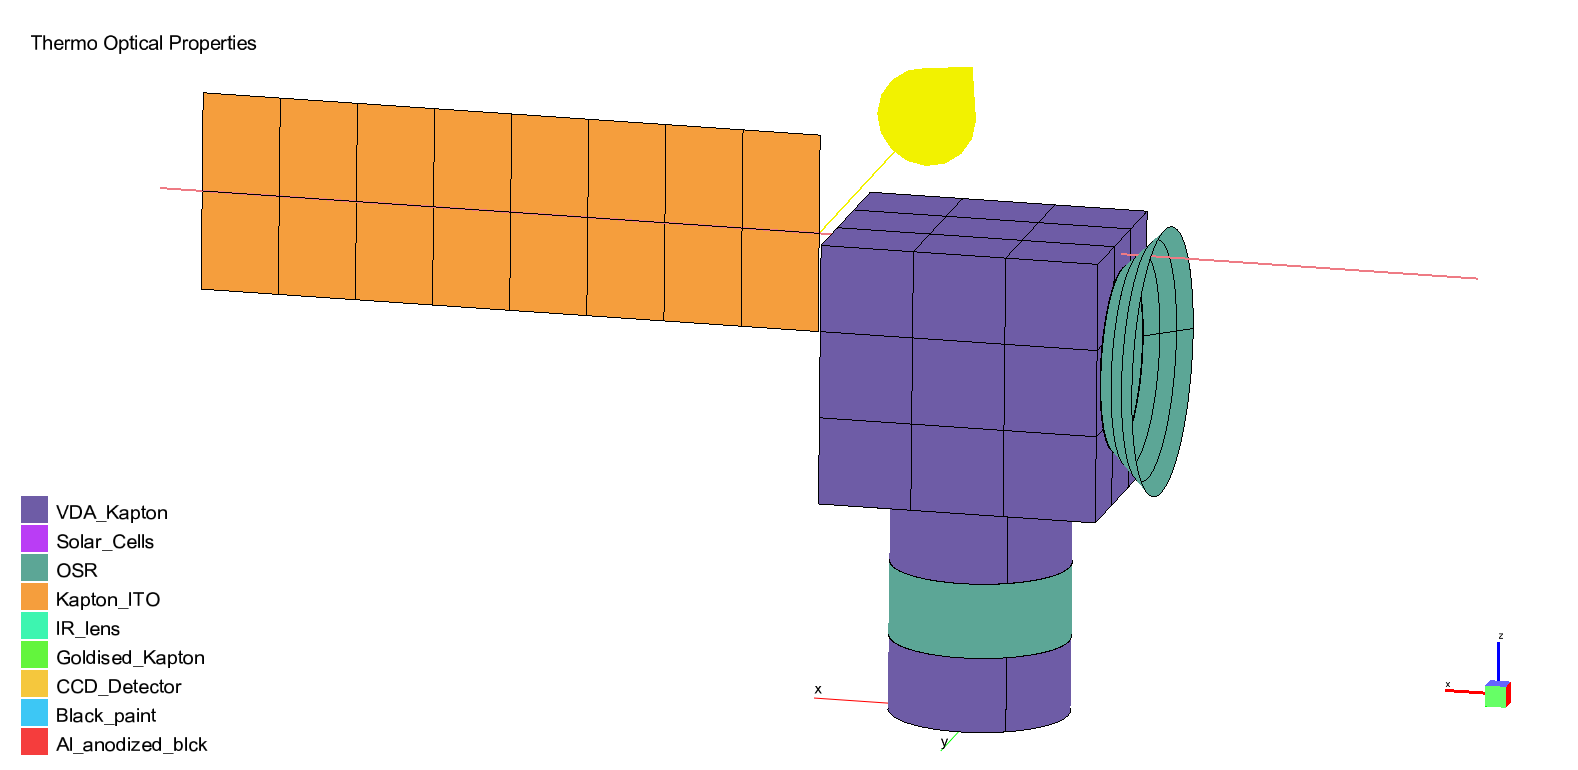 Thermo Optical Properties
VDA_Kapton
Solar_Cells
OSR
Kapton_ITO
IR_lens
Goldised_Kapton
CCD_Detector
Black_paint
Al_anodized_blck
x
y
z
x